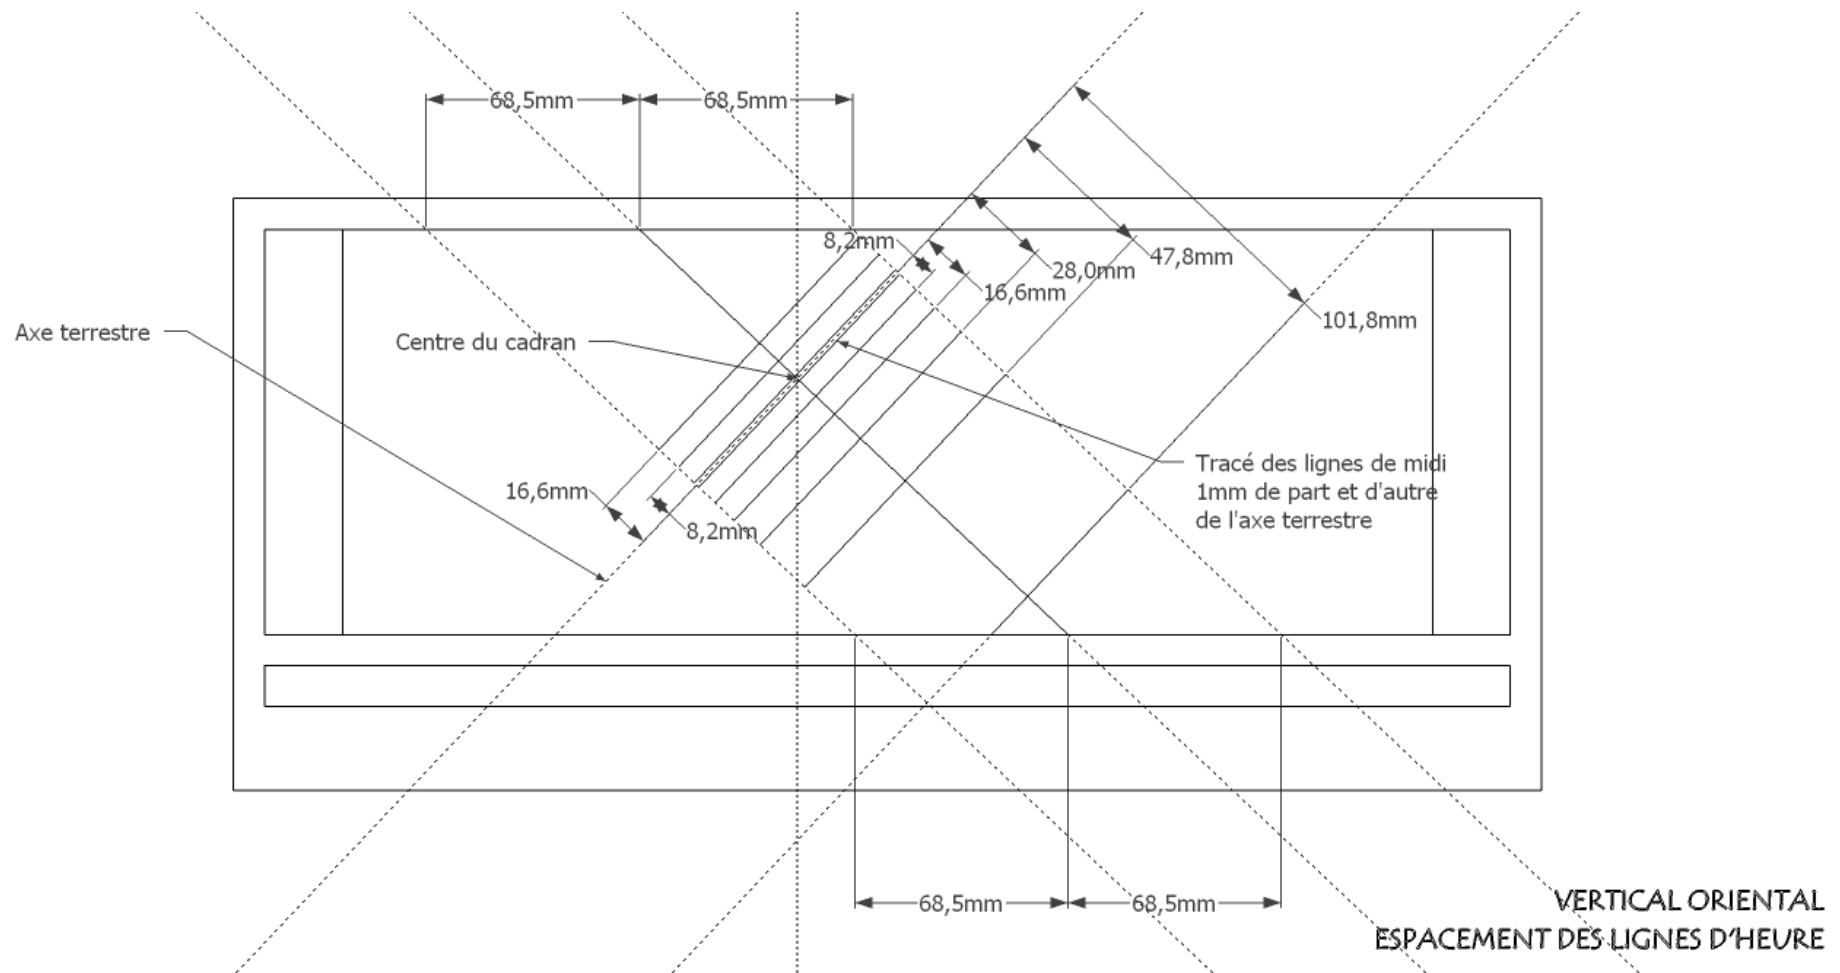 68,5mm 68,5mm
8,2mm
47,8mm
28,0mm
16,6mm
101,8mm
Axe terrestre
Centre du cadran
Tracé des lignes de midi
1mm de part et d'autre
de l'axe terrestre
16,6mm
8,2mm
68,5mm 68,5mm
VERTICAL ORIENTAL
ESPACEMENT DES LIGNES D'HEURE